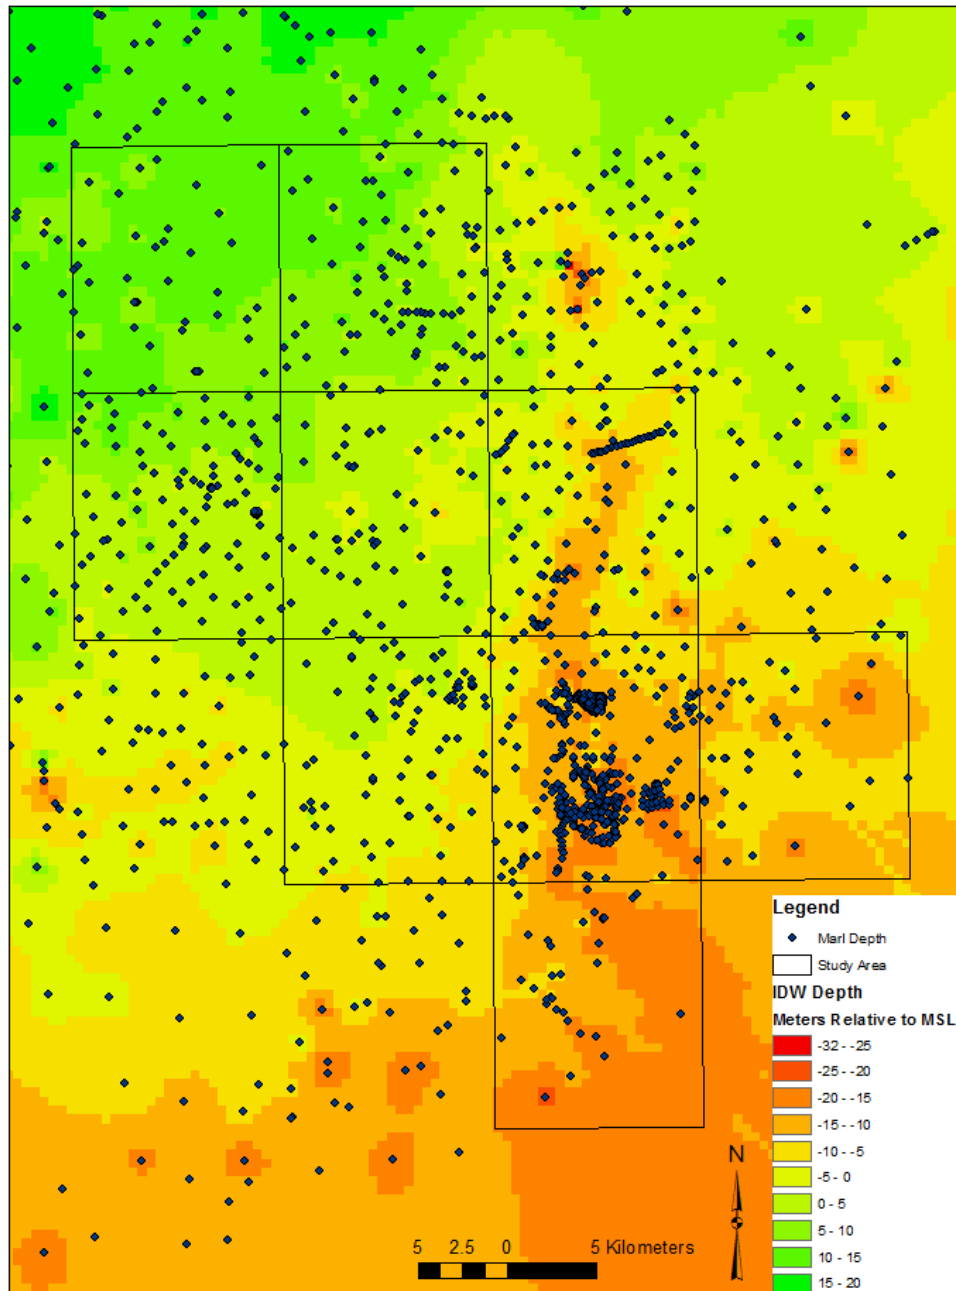 Legend
Marl Depth
Study Area
IDW Depth
Meters Relative to MSL
-32 - -25
-25 - -20
-20 - -15
-15 - -10
-10 - -5
-5 - 0
0 - 5
5 - 10
10 - 15
15 - 20
N
5 2.5 0 5 Kilometers